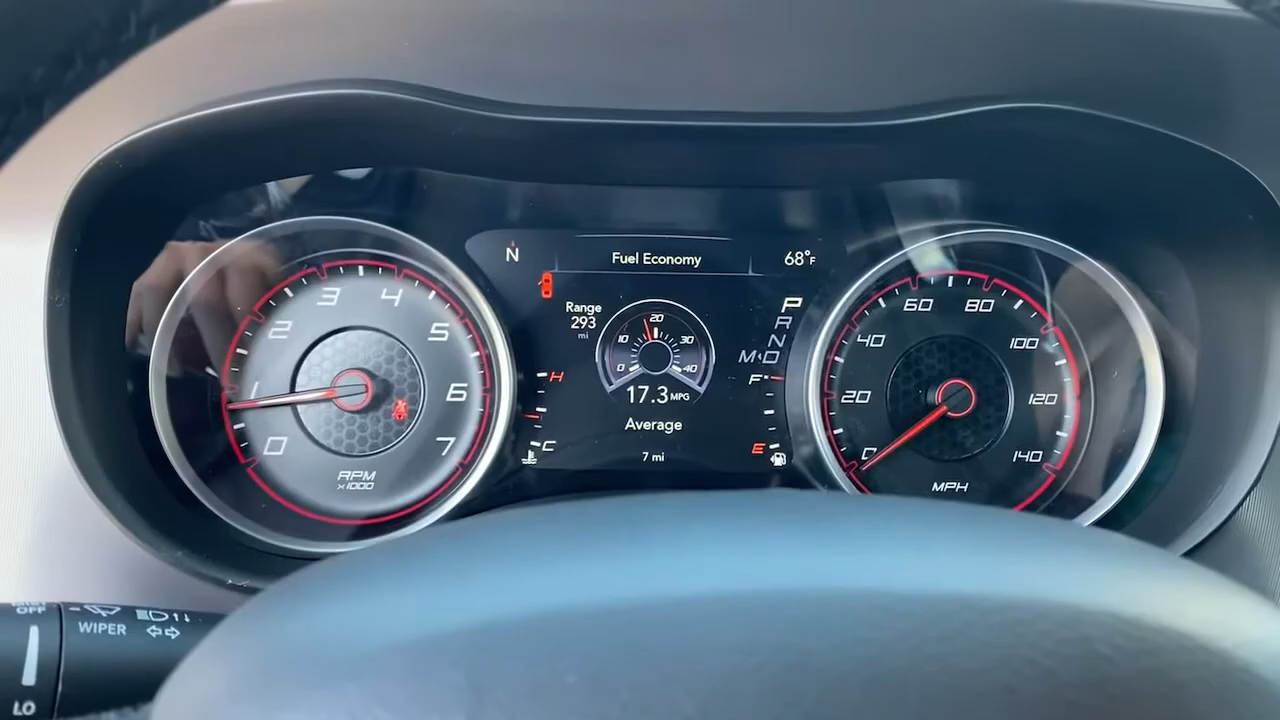 0
1
2
3
4
5
6
7
RPM
x1000
N
Fuel Economy
68°F
Range
293
mi
0
10
20
30
40
17.3 MPG
Average
7 mi
H
C
P
R
N
M D
F
E
0
20
40
60
80
100
120
140
MPH
OFF
WIPER
LO